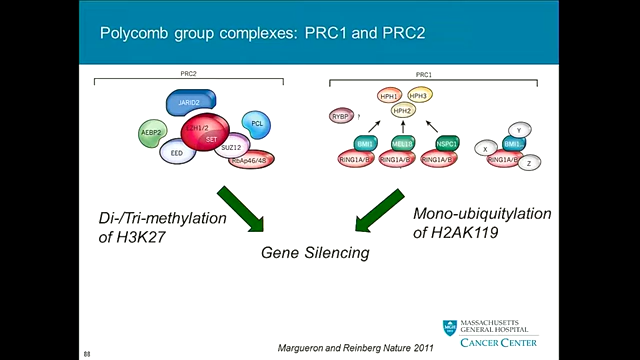 Polycomb group complexes: PRC1 and PRC2
PRC2
JARID2
AEBP2
EZH1/2
SET
PCL
EED
SUZ12
RbAp46/48
PRC1
HPH1
HPH3
HPH2
RYBP ?
BMI1
MEL18
NSPC1
RING1A/B
RING1A/B
RING1A/B
Y
X
BMI1
Z
RING1A/B
Di-/Tri-methylation
of H3K27
Mono-ubiquitylation
of H2AK119
Gene Silencing
Margueron and Reinberg Nature 2011
MGH
MASSACHUSETTS
GENERAL HOSPITAL
CANCER CENTER
88